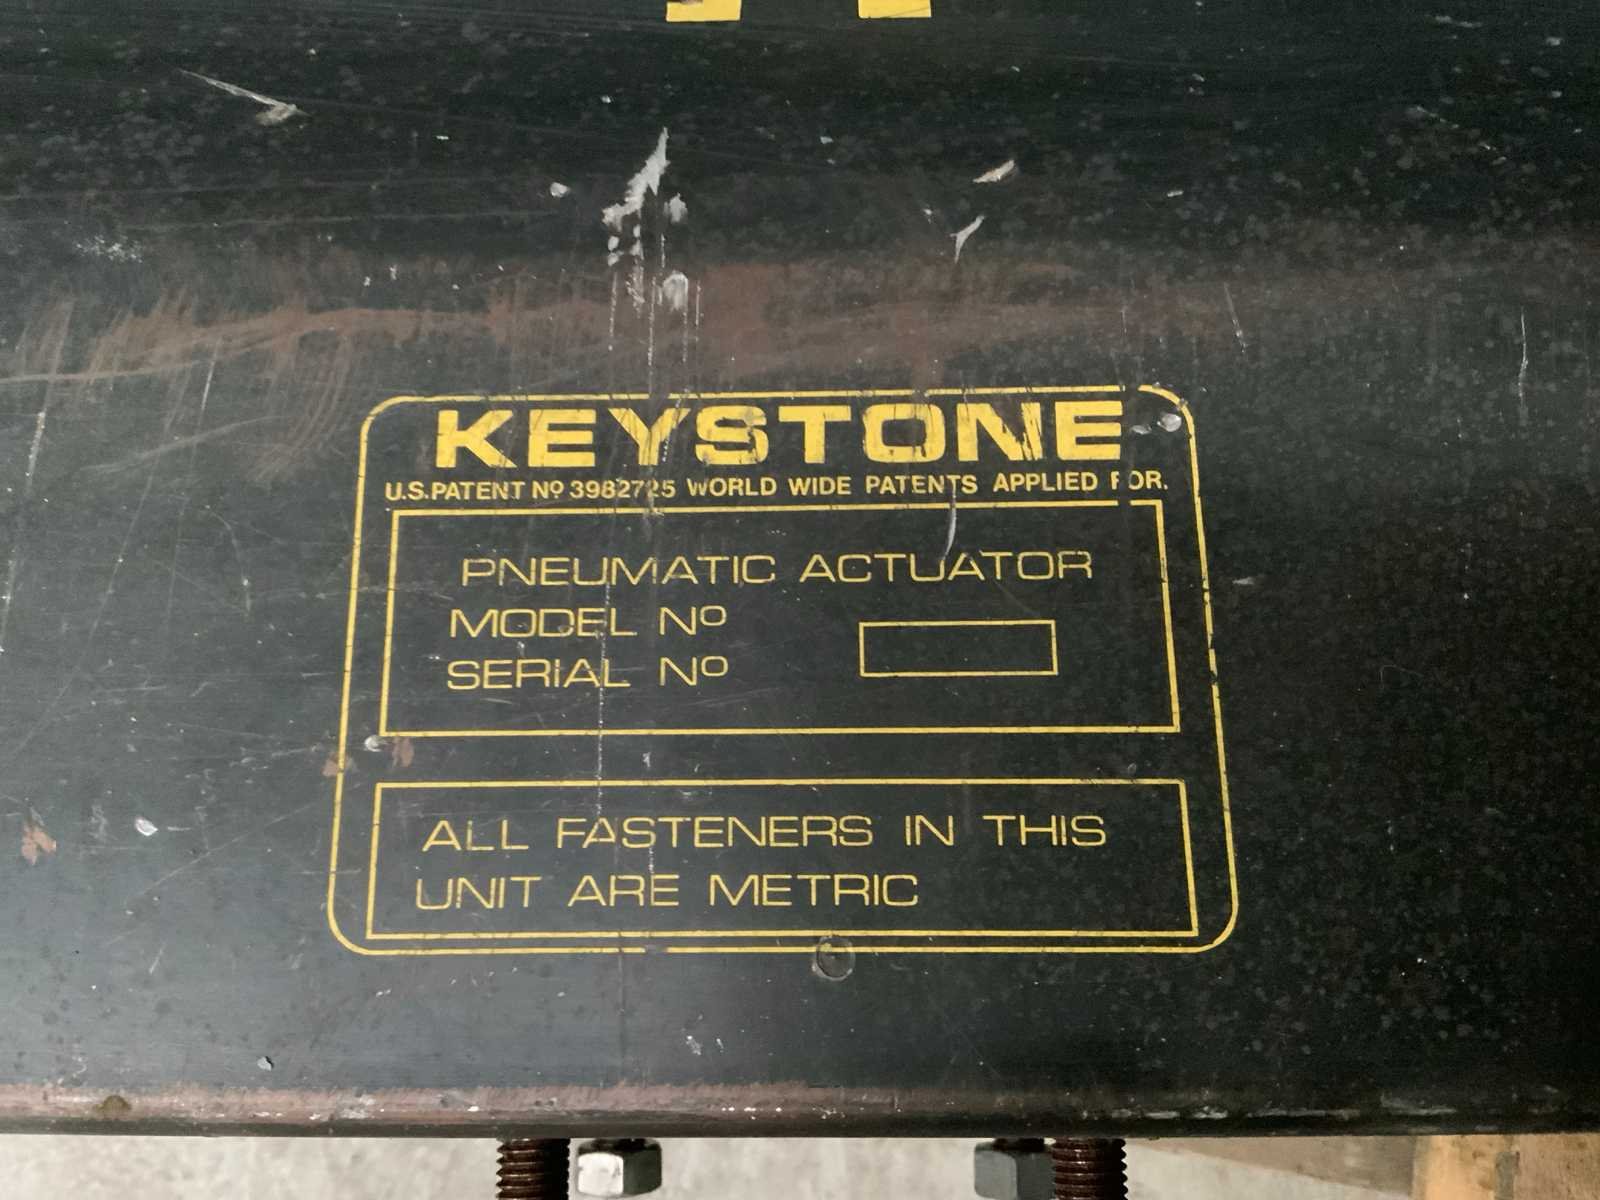 KEYSTONE
U.S. PATENT Nº 3982725 WORLD WIDE PATENTS APPLIED FOR.
PNEUMATIC ACTUATOR
MODEL Nº
SERIAL Nº
ALL FASTENERS IN THIS
UNIT ARE METRIC